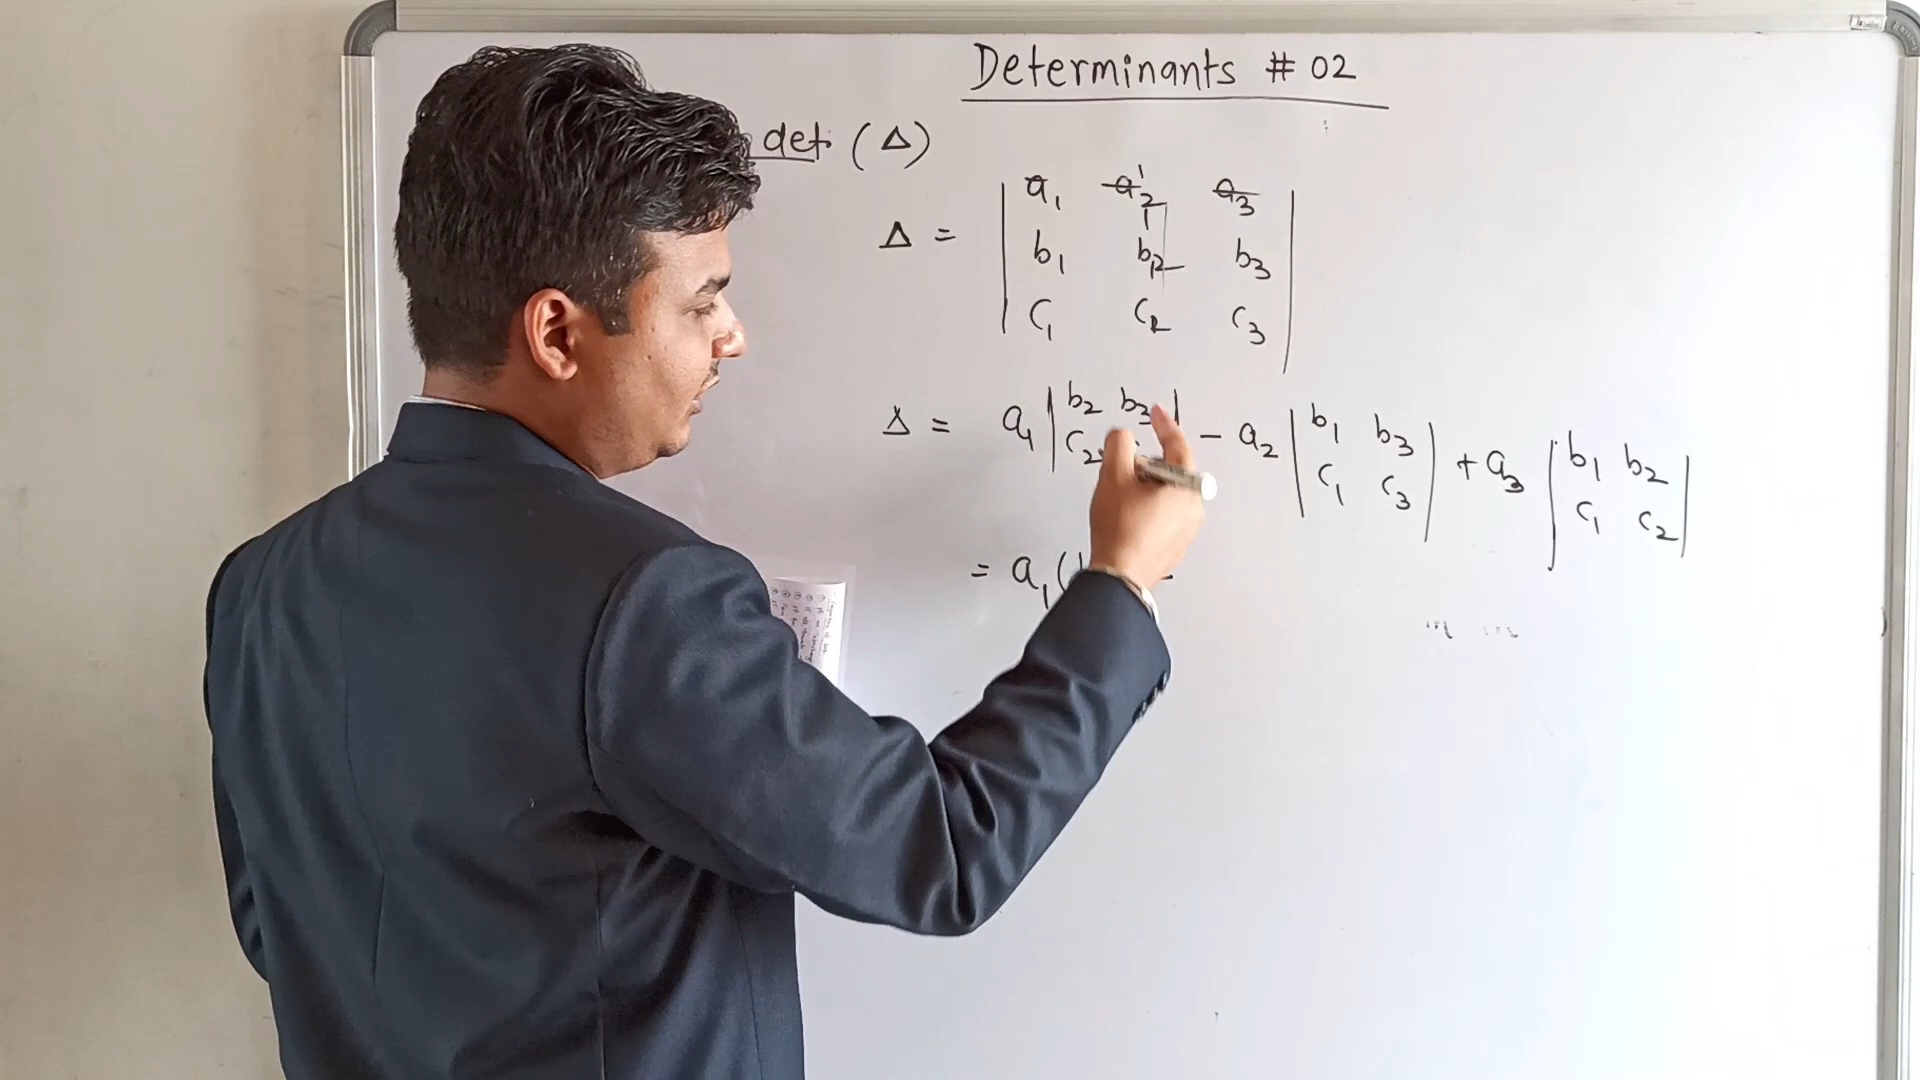 Determinants # 02
det (Δ)
Δ = | a₁ a₂ a₃ |
| b₁ b₂ b₃ |
| c₁ c₂ c₃ |
Δ = a₁ | b₂ b₃ | - a₂ | b₁ b₃ | + a₃ | b₁ b₂ |
| c₂ | | c₁ c₃ | | c₁ c₂ |
= a₁ (